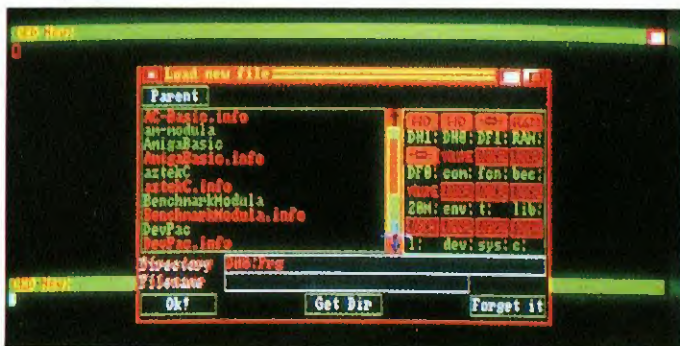 Load new file
Parent
AC-Basic.info
am-modula
AmigaBasic
AmigaBasic.info
aztekC
aztekC.info
BenchmarkModula
BenchmarkModula.info
DevPac
DevPac.info
DH1: DH0: DF1: RAM:
DF0: com: fon: bec:
20M: env: t: lib:
l: dev: sys: c:
Directory DH0:Prg
Filename
Ok! Get Dir Forget it